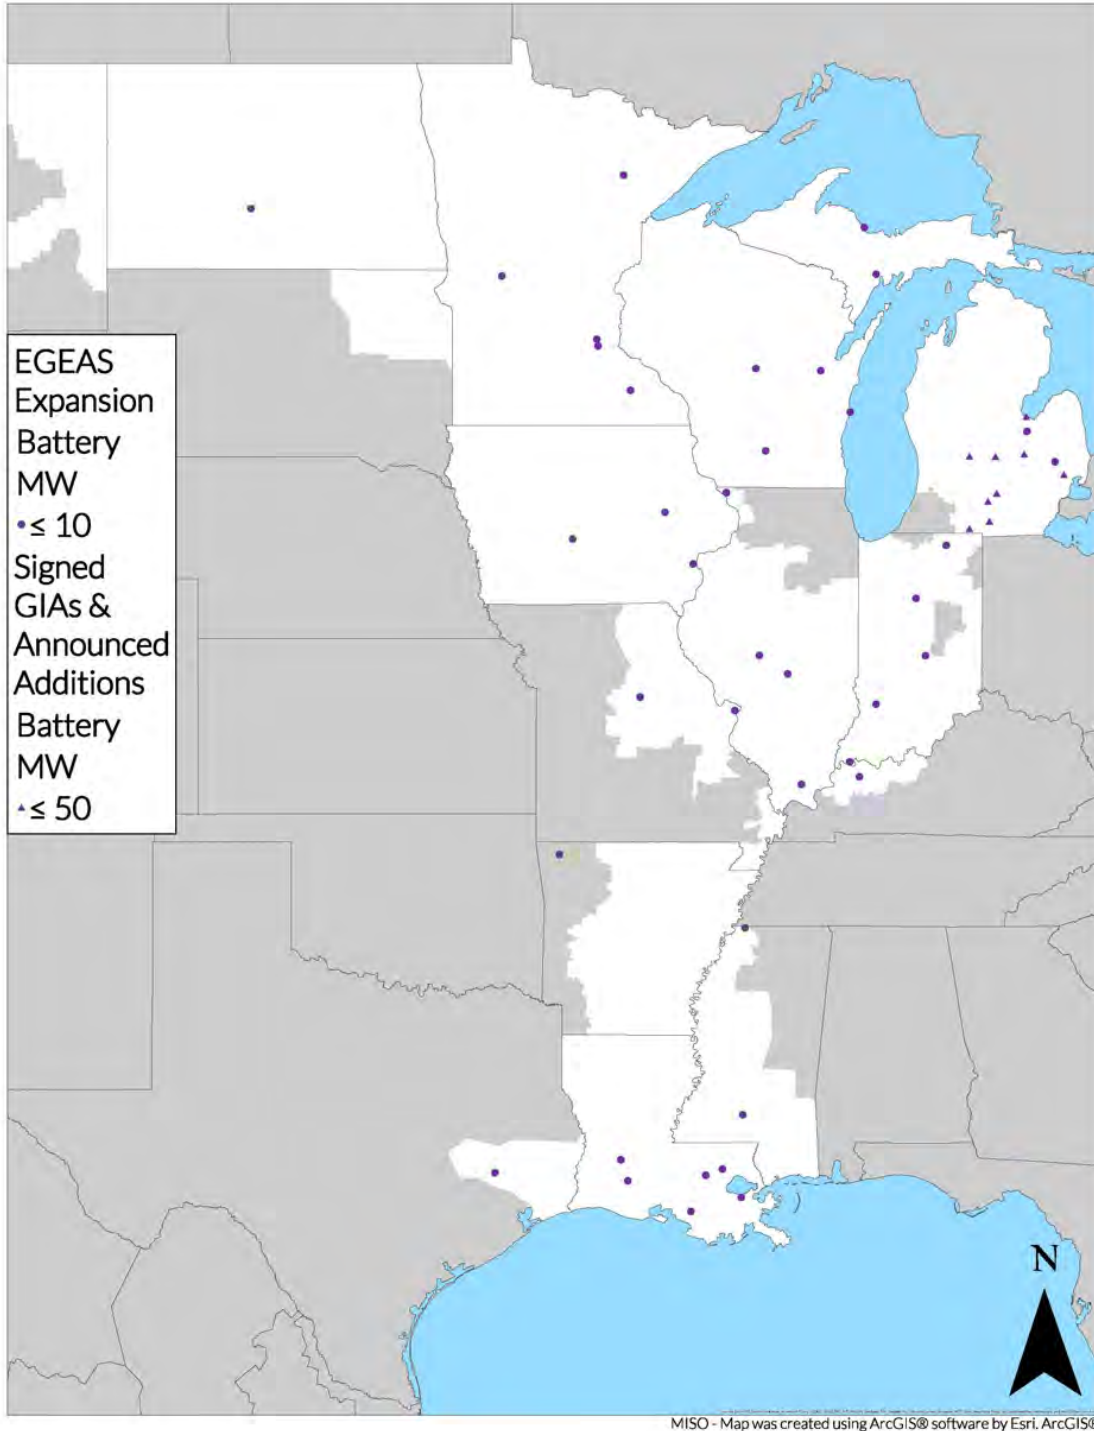 EGEAS
Expansion
Battery
MW
≤ 10
Signed
GIAs &
Announced
Additions
Battery
MW
≤ 50
N
MISO - Map was created using ArcGIS® software by Esri. ArcGIS®